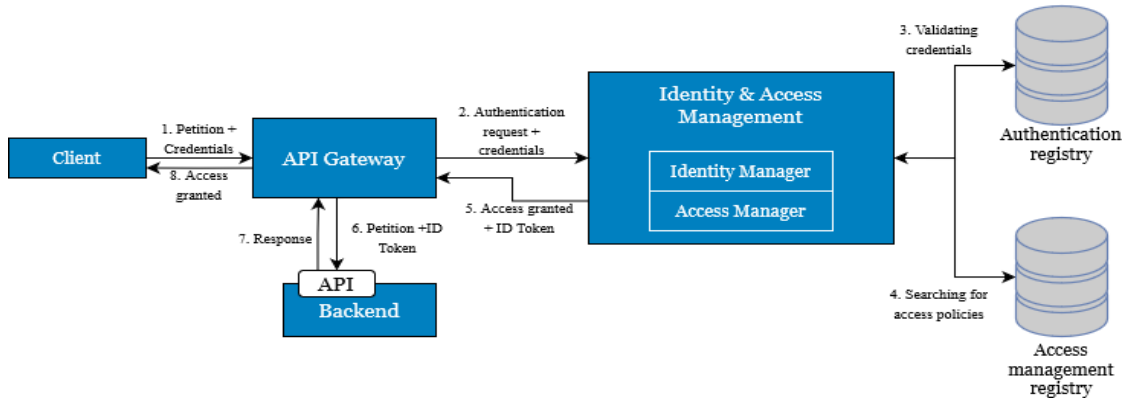 3. Validating
credentials
Identity & Access
Management
2. Authentication
request +
credentials
1. Petition +
Credentials
Authentication
registry
Client
API Gateway
Identity Manager
8. Access
granted
5. Access granted
+ ID Token
Access Manager
7. Response
6. Petition +ID
Token
API
Backend
4. Searching for
access policies
Access
management
registry